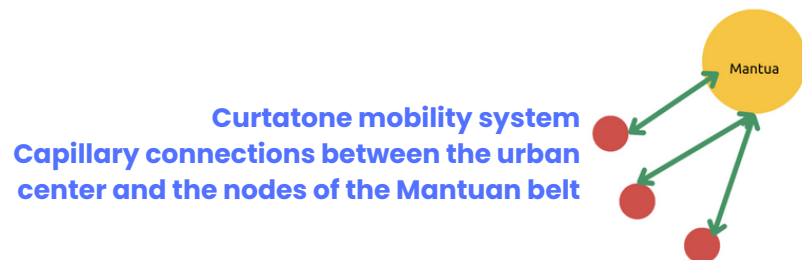 Curtatone mobility system
Capillary connections between the urban
center and the nodes of the Mantuan belt
Mantua